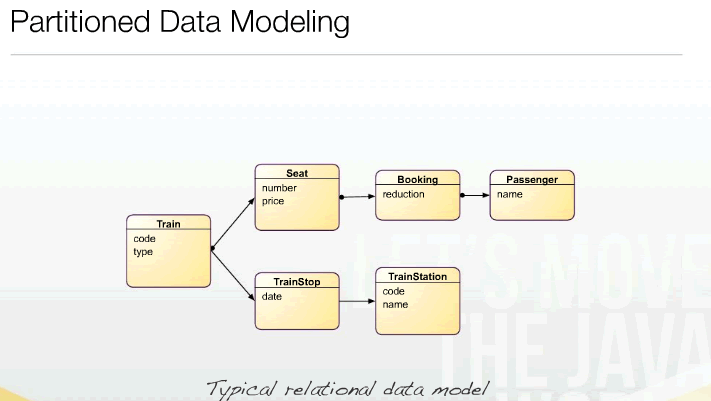 Partitioned Data Modeling
Seat
number
price
Booking
reduction
Passenger
name
Train
code
type
TrainStop
date
TrainStation
code
name
LET'S MOVE
THE JAVA
Typical relational data model